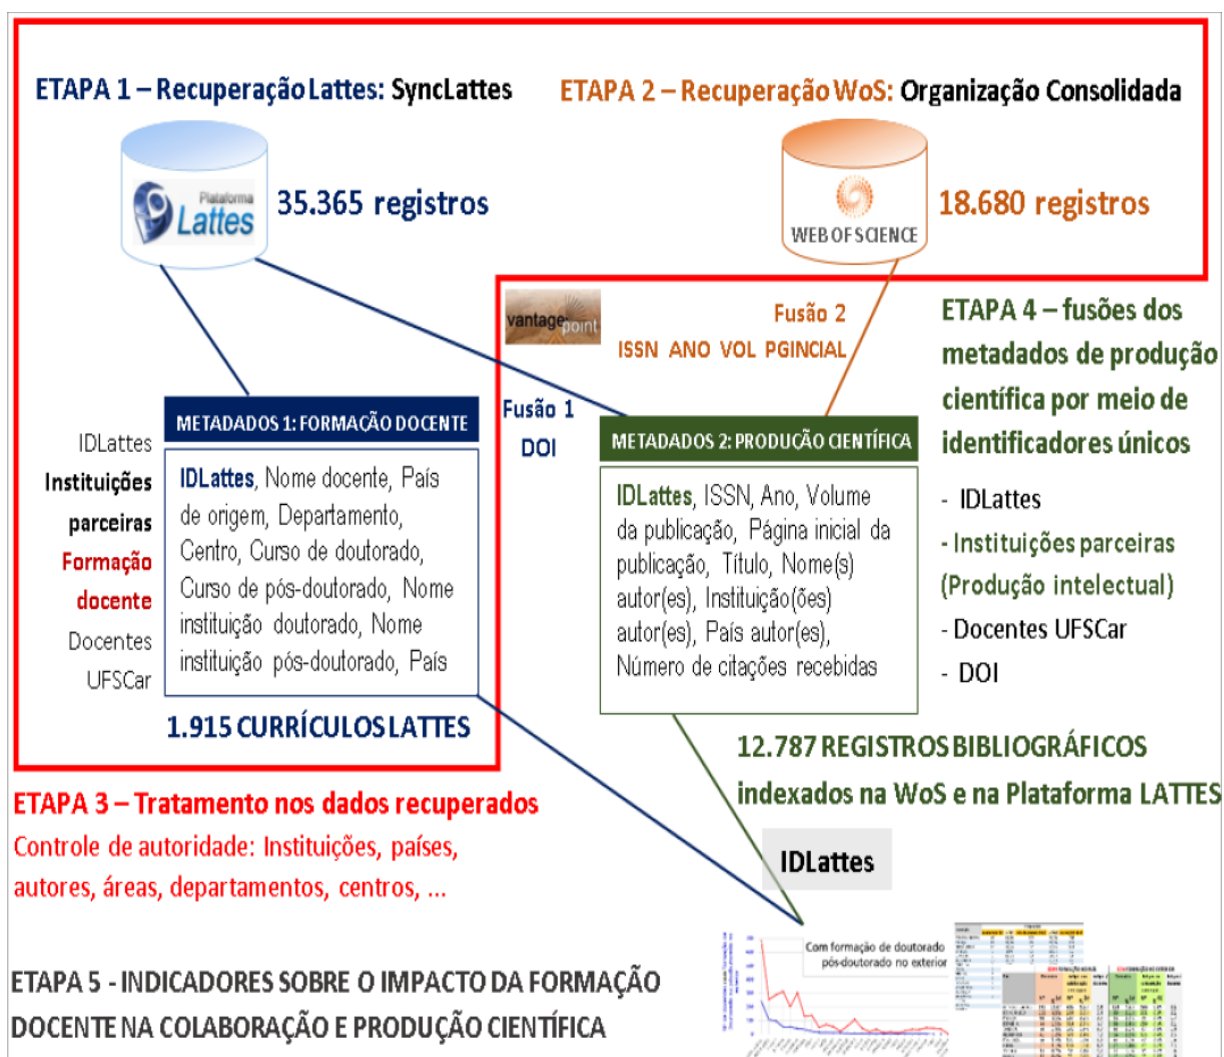 ETAPA 1 – Recuperação Lattes: SyncLattes
ETAPA 2 – Recuperação WoS: Organização Consolidada
Plataforma
Lattes
35.365 registros
WEB OF SCIENCE
18.680 registros
vantage point
Fusão 2
ISSN ANO VOL PGINCIAL
Fusão 1
DOI
ETAPA 4 – fusões dos
metadados de produção
científica por meio de
identificadores únicos
- IDLattes
- Instituições parceiras
(Produção intelectual)
- Docentes UFSCar
- DOI
IDLattes
Instituições
parceiras
Formação
docente
Docentes
UFSCar
METADADOS 1: FORMAÇÃO DOCENTE
IDLattes, Nome docente, País
de origem, Departamento,
Centro, Curso de doutorado,
Curso de pós-doutorado, Nome
instituição doutorado, Nome
instituição pós-doutorado, País
1.915 CURRÍCULOS LATTES
METADADOS 2: PRODUÇÃO CIENTÍFICA
IDLattes, ISSN, Ano, Volume
da publicação, Página inicial da
publicação, Título, Nome(s)
autor(es), Instituição(ões)
autor(es), País autor(es),
Número de citações recebidas
12.787 REGISTROS BIBLIOGRÁFICOS
indexados na WoS e na Plataforma LATTES
ETAPA 3 – Tratamento nos dados recuperados
Controle de autoridade: Instituições, países,
autores, áreas, departamentos, centros, ...
IDLattes
Com formação de doutorado
pós-doutorado no exterior
ETAPA 5 - INDICADORES SOBRE O IMPACTO DA FORMAÇÃO
DOCENTE NA COLABORAÇÃO E PRODUÇÃO CIENTÍFICA